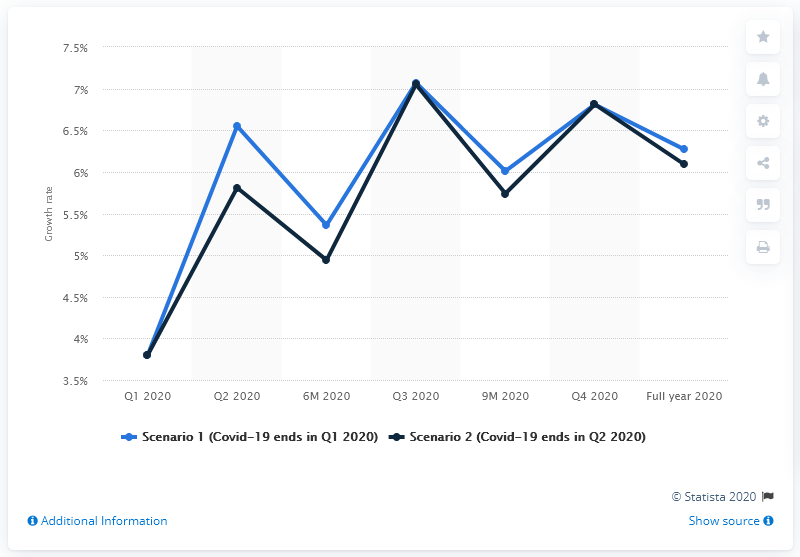 7.5%
7%
6.5%
6%
5.5%
5%
4.5%
4%
3.5%
Growth rate
Q1 2020 Q2 2020 6M 2020 Q3 2020 9M 2020 Q4 2020 Full year 2020
Scenario 1 (Covid-19 ends in Q1 2020) Scenario 2 (Covid-19 ends in Q2 2020)
© Statista 2020
Additional Information Show source